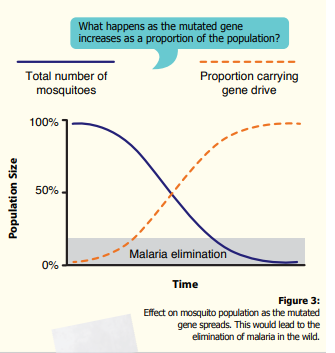 What happens as the mutated gene
increases as a proportion of the population?
Total number of
mosquitoes
Proportion carrying
gene drive
100%
50%
0%
Population Size
Malaria elimination
Time
Figure 3:
Effect on mosquito population as the mutated
gene spreads. This would lead to the
elimination of malaria in the wild.